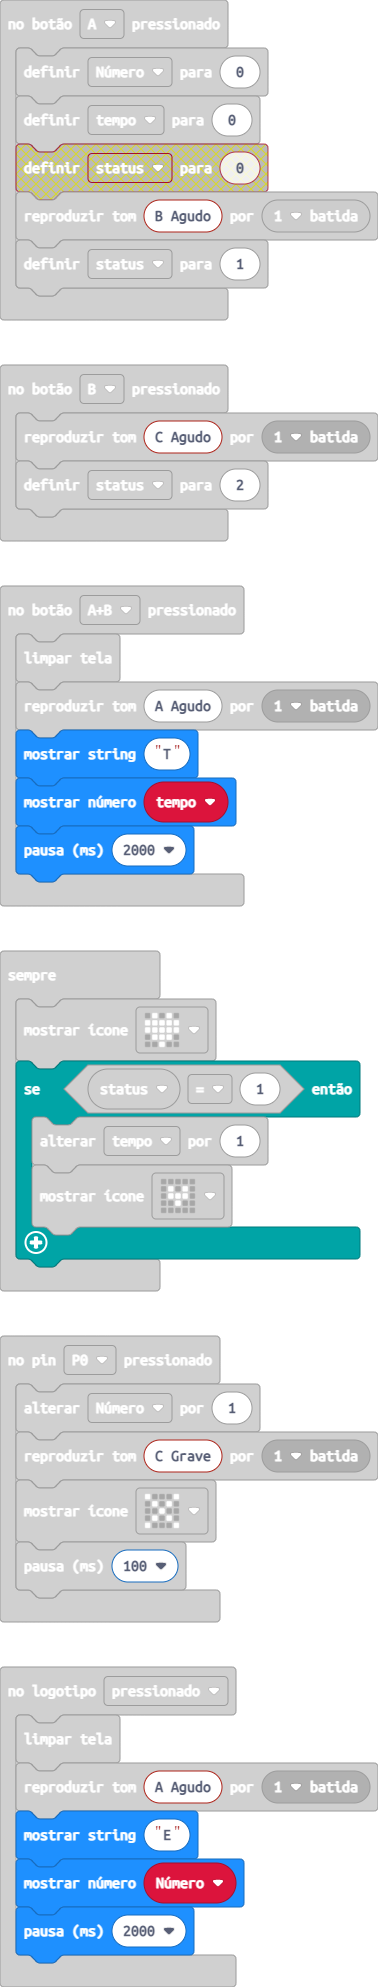 no botão A pressionado
definir Número para 0
definir tempo para 0
definir status para 0
reproduzir tom B Agudo por 1 batida
definir status para 1
no botão B pressionado
reproduzir tom C Agudo por 1 batida
definir status para 2
no botão A+B pressionado
limpar tela
reproduzir tom A Agudo por 1 batida
mostrar string "T"
mostrar número tempo
pausa (ms) 2000
sempre
mostrar ícone
se status = 1 então
alterar tempo por 1
mostrar ícone
no pin P0 pressionado
alterar Número por 1
reproduzir tom C Grave por 1 batida
mostrar ícone
pausa (ms) 100
no logotipo pressionado
limpar tela
reproduzir tom A Agudo por 1 batida
mostrar string "E"
mostrar número Número
pausa (ms) 2000